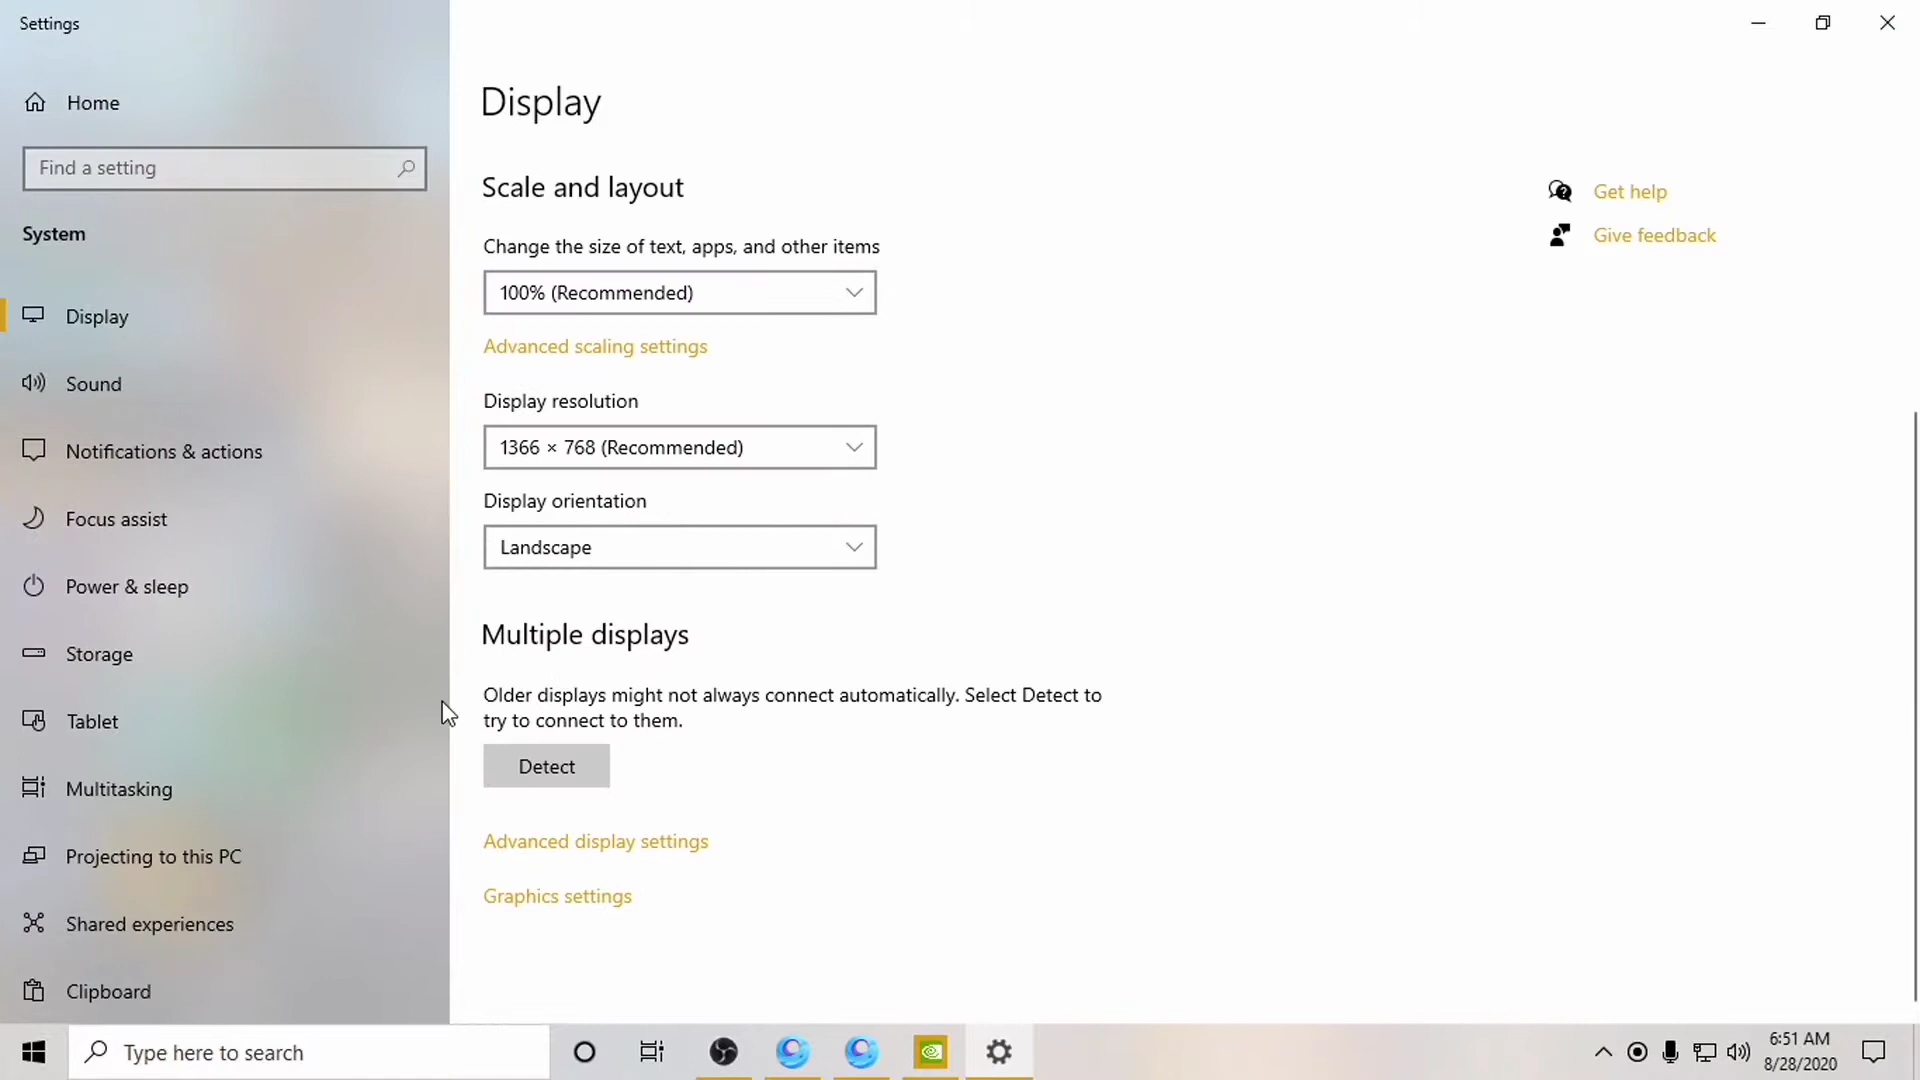 Settings
Home
Find a setting
System
Display
Sound
Notifications & actions
Focus assist
Power & sleep
Storage
Tablet
Multitasking
Projecting to this PC
Shared experiences
Clipboard
Display
Scale and layout
Change the size of text, apps, and other items
100% (Recommended)
Advanced scaling settings
Display resolution
1366 × 768 (Recommended)
Display orientation
Landscape
Multiple displays
Older displays might not always connect automatically. Select Detect to
try to connect to them.
Detect
Advanced display settings
Graphics settings
Get help
Give feedback
Type here to search
6:51 AM
8/28/2020